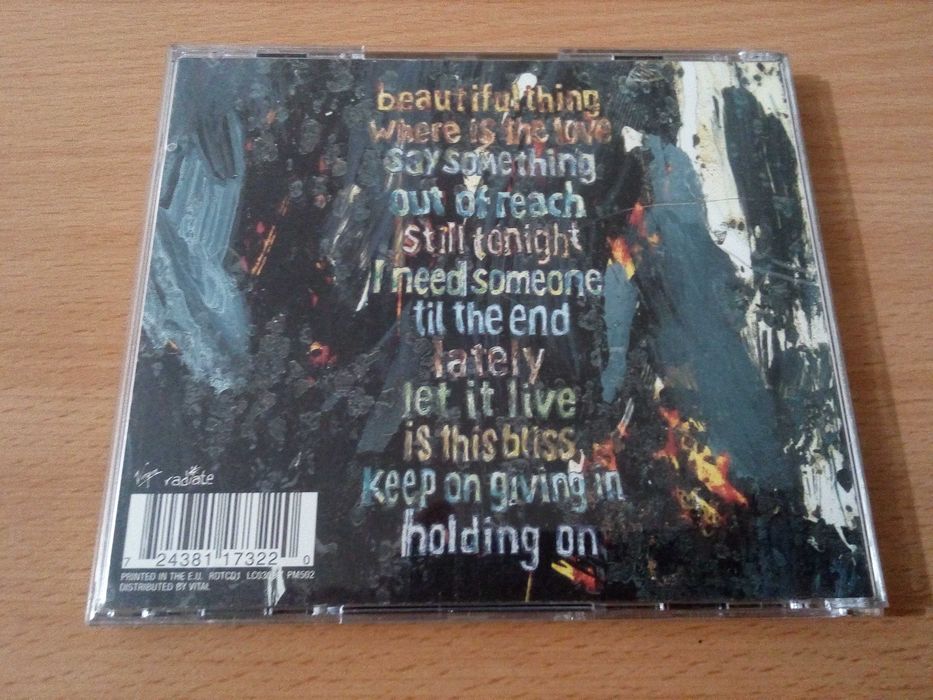 beautiful thing
where is the love
say something
out of reach
still tonight
I need someone
til the end
lately
let it live
is this bliss
keep on giving in
holding on
Virgin radiate
7 24381 17322 0
PRINTED IN THE E.U. RDTCD1 PM502
DISTRIBUTED BY VITAL